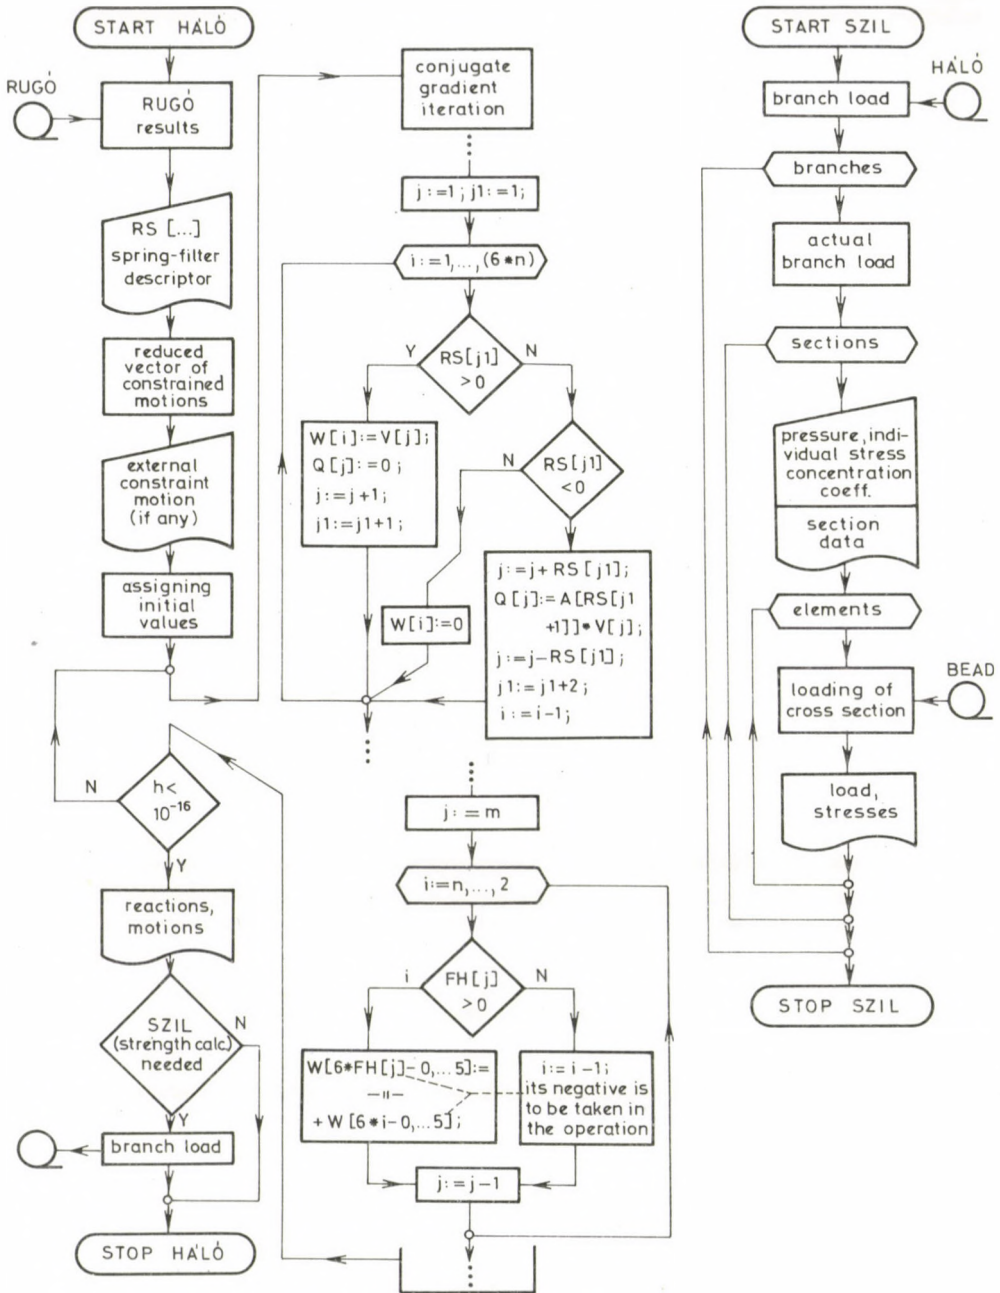 START HÁLÓ
RUGÓ
RUGÓ
results
RS [...]
spring-filter
descriptor
reduced
vector of
constrained
motions
external
constraint
motion
(if any)
assigning
initial
values
h<
10⁻¹⁶
N
Y
reactions,
motions
SZIL
(strength calc)
needed
N
Y
branch load
STOP HÁLÓ
conjugate
gradient
iteration
j:=1; j1:=1;
i:=1,...,(6*n)
Y
RS[j1]
>0
N
W[i]:=V[j];
Q[j]:=0;
j:=j+1;
j1:=j1+1;
N
RS[j1]
<0
W[i]:=0
j:=j+RS[j1];
Q[j]:=A[RS[j1
+1]]*V[j];
j:=j-RS[j1];
j1:=j1+2;
i:=i-1;
j:=m
i:=n,...,2
i
FH[j]
>0
N
W[6*FH[j]-0,...5]:=
—॥—
+W[6*i-0,...5];
i:=i-1;
its negative is
to be taken in
the operation
j:=j-1
START SZIL
HÁLÓ
branch load
branches
actual
branch load
sections
pressure, indi-
vidual stress
concentration
coeff.
section
data
elements
BEAD
loading of
cross section
load,
stresses
STOP SZIL